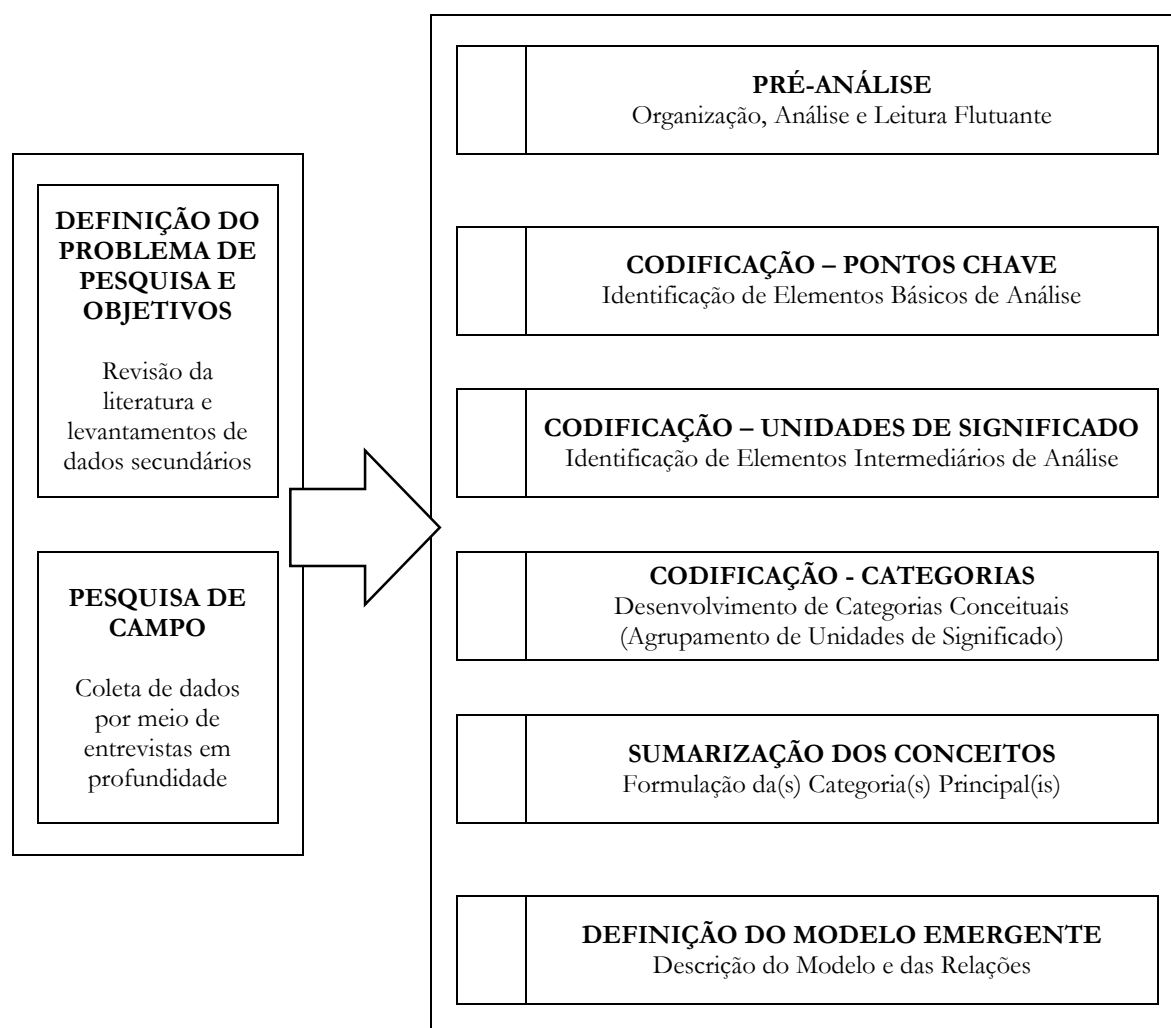 DEFINIÇÃO DO
PROBLEMA DE
PESQUISA E
OBJETIVOS
Revisão da
literatura e
levantamentos de
dados secundários
PESQUISA DE
CAMPO
Coleta de dados
por meio de
entrevistas em
profundidade
PRÉ-ANÁLISE
Organização, Análise e Leitura Flutuante
CODIFICAÇÃO – PONTOS CHAVE
Identificação de Elementos Básicos de Análise
CODIFICAÇÃO – UNIDADES DE SIGNIFICADO
Identificação de Elementos Intermediários de Análise
CODIFICAÇÃO - CATEGORIAS
Desenvolvimento de Categorias Conceituais
(Agrupamento de Unidades de Significado)
SUMARIZAÇÃO DOS CONCEITOS
Formulação da(s) Categoria(s) Principal(is)
DEFINIÇÃO DO MODELO EMERGENTE
Descrição do Modelo e das Relações